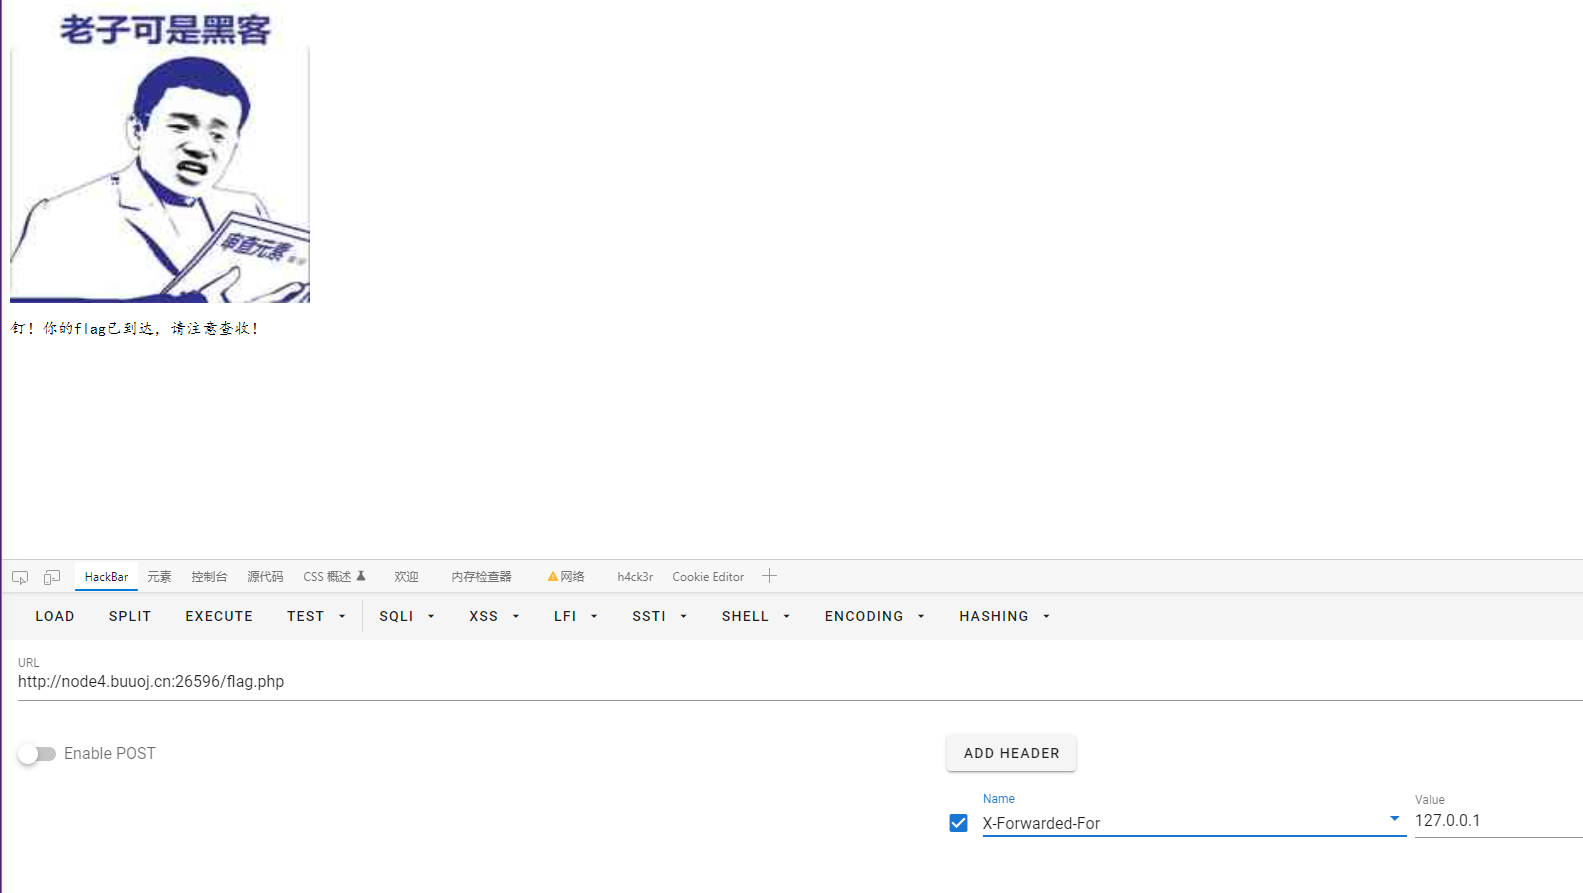 老子可是黑客
审查元素
钉！你的flag已到达，请注意查收！
HackBar 元素 控制台 源代码 CSS 概述 欢迎 内存检查器 网络 h4ck3r Cookie Editor
LOAD SPLIT EXECUTE TEST SQLI XSS LFI SSTI SHELL ENCODING HASHING
URL
http://node4.buuoj.cn:26596/flag.php
Enable POST
ADD HEADER
Name Value
X-Forwarded-For 127.0.0.1